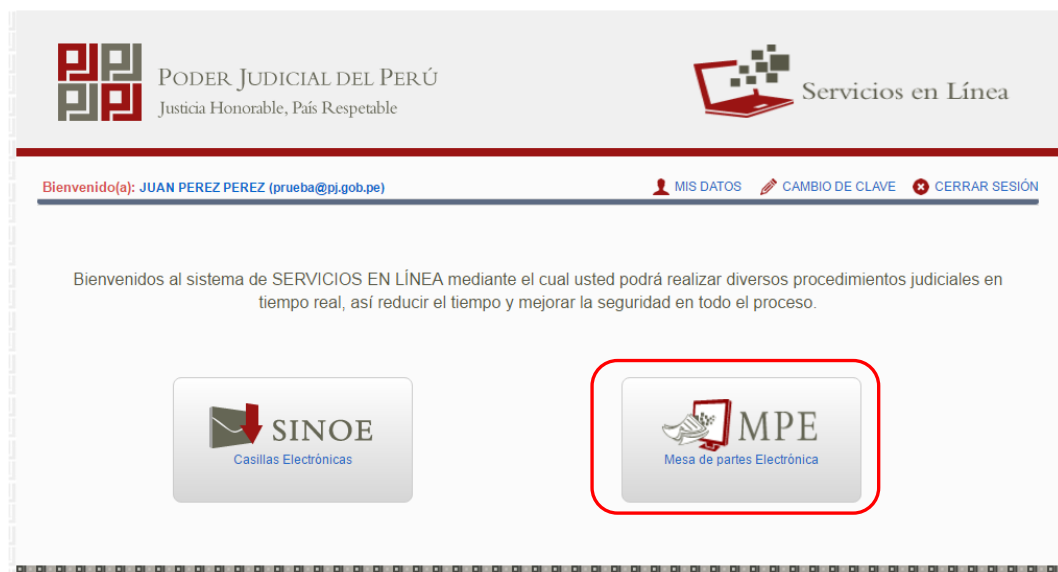 PODER JUDICIAL DEL PERÚ
Justicia Honorable, País Respetable
Servicios en Línea
Bienvenido(a): JUAN PEREZ PEREZ (prueba@pj.gob.pe)
MIS DATOS CAMBIO DE CLAVE CERRAR SESIÓN
Bienvenidos al sistema de SERVICIOS EN LÍNEA mediante el cual usted podrá realizar diversos procedimientos judiciales en
tiempo real, así reducir el tiempo y mejorar la seguridad en todo el proceso.
SINOE
Casillas Electrónicas
MPE
Mesa de partes Electrónica